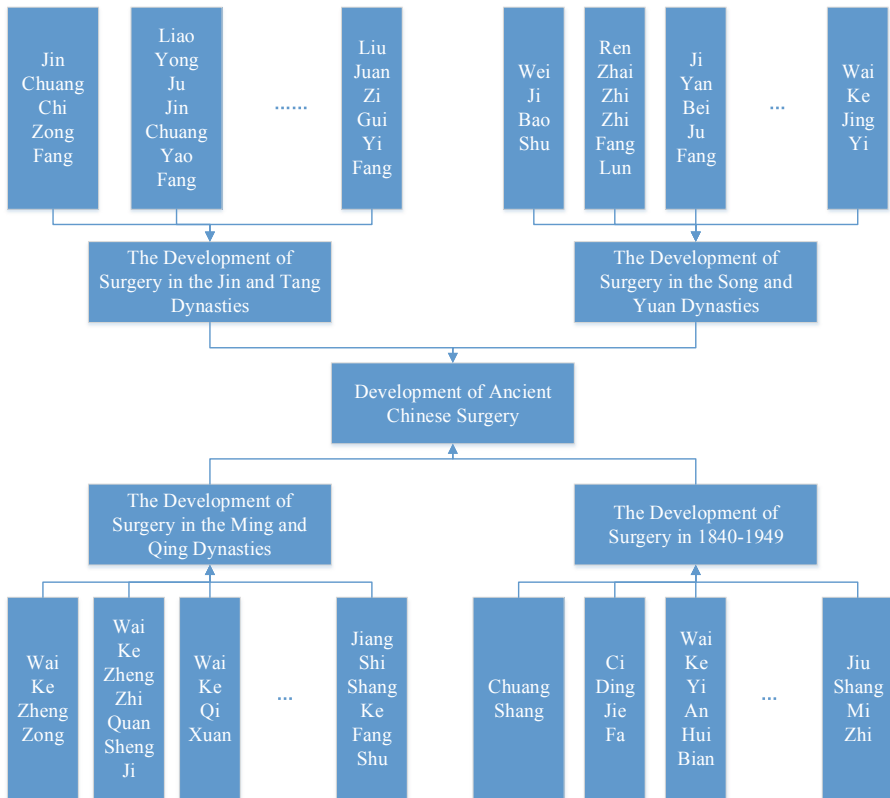 Jin
Chuang
Chi
Zong
Fang
Liao
Yong
Ju
Jin
Chuang
Yao
Fang
......
Liu
Juan
Zi
Gui
Yi
Fang
Wei
Ji
Bao
Shu
Ren
Zhai
Zhi
Zhi
Fang
Lun
Ji
Yan
Bei
Ju
Fang
...
Wai
Ke
Jing
Yi
The Development of
Surgery in the Jin and Tang
Dynasties
The Development of
Surgery in the Song and
Yuan Dynasties
Development of Ancient
Chinese Surgery
The Development of
Surgery in the Ming and
Qing Dynasties
The Development of
Surgery in 1840-1949
Wai
Ke
Zheng
Zong
Wai
Ke
Zheng
Zhi
Quan
Sheng
Ji
Wai
Ke
Qi
Xuan
...
Jiang
Shi
Shang
Ke
Fang
Shu
Chuang
Shang
Ci
Ding
Jie
Fa
Wai
Ke
Yi
An
Hui
Bian
...
Jiu
Shang
Mi
Zhi